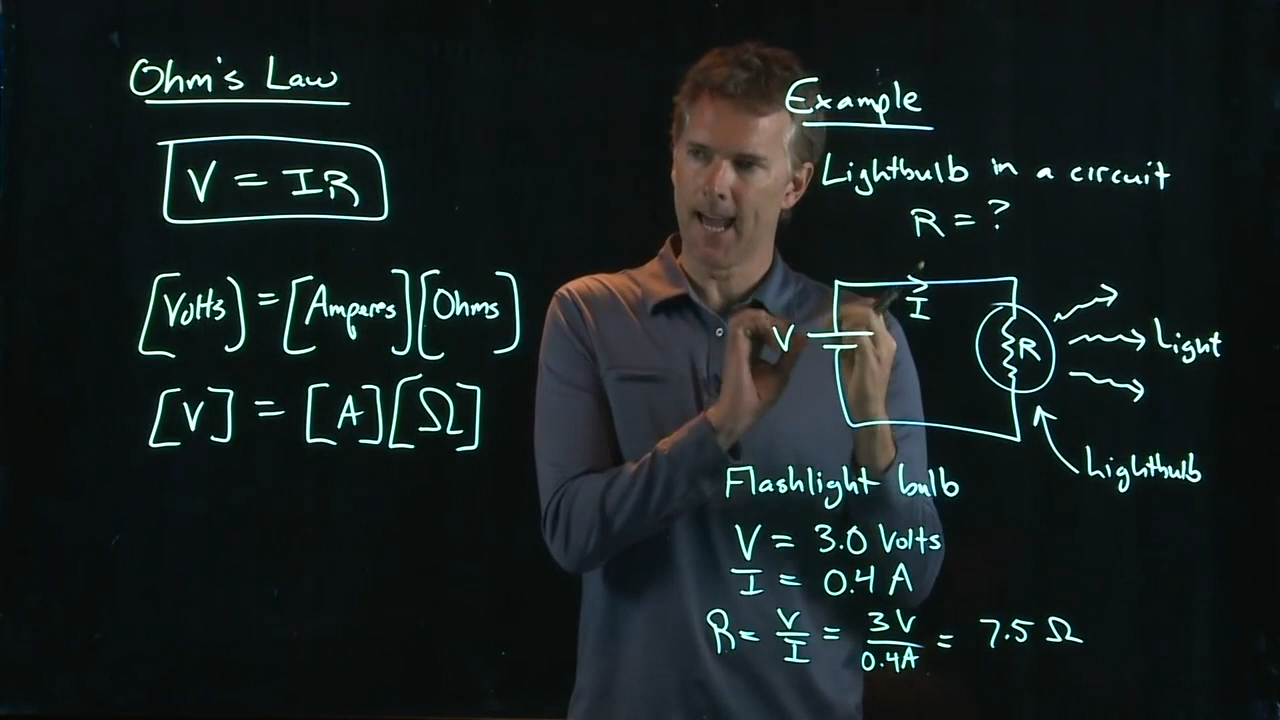 Ohm's Law
V = IR
[Volts] = [Amperes][Ohms]
[V] = [A][Ω]
Example
Lightbulb in a circuit
R = ?
I
V
R
Light
Lightbulb
Flashlight bulb
V = 3.0 Volts
I = 0.4 A
R = V/I = 3V/0.4A = 7.5 Ω